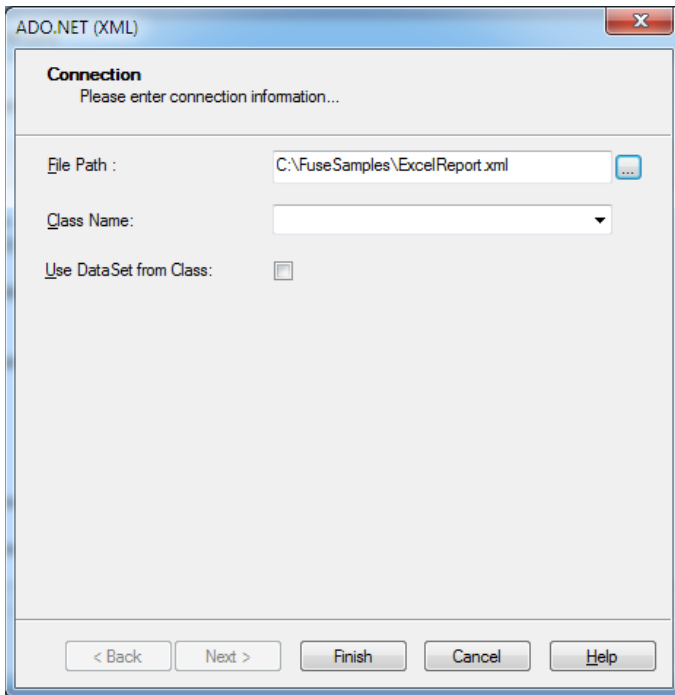 ADO.NET (XML)
Connection
Please enter connection information...
File Path :
C:\FuseSamples\ExcelReport.xml
...
Class Name:
Use DataSet from Class:
< Back
Next >
Finish
Cancel
Help